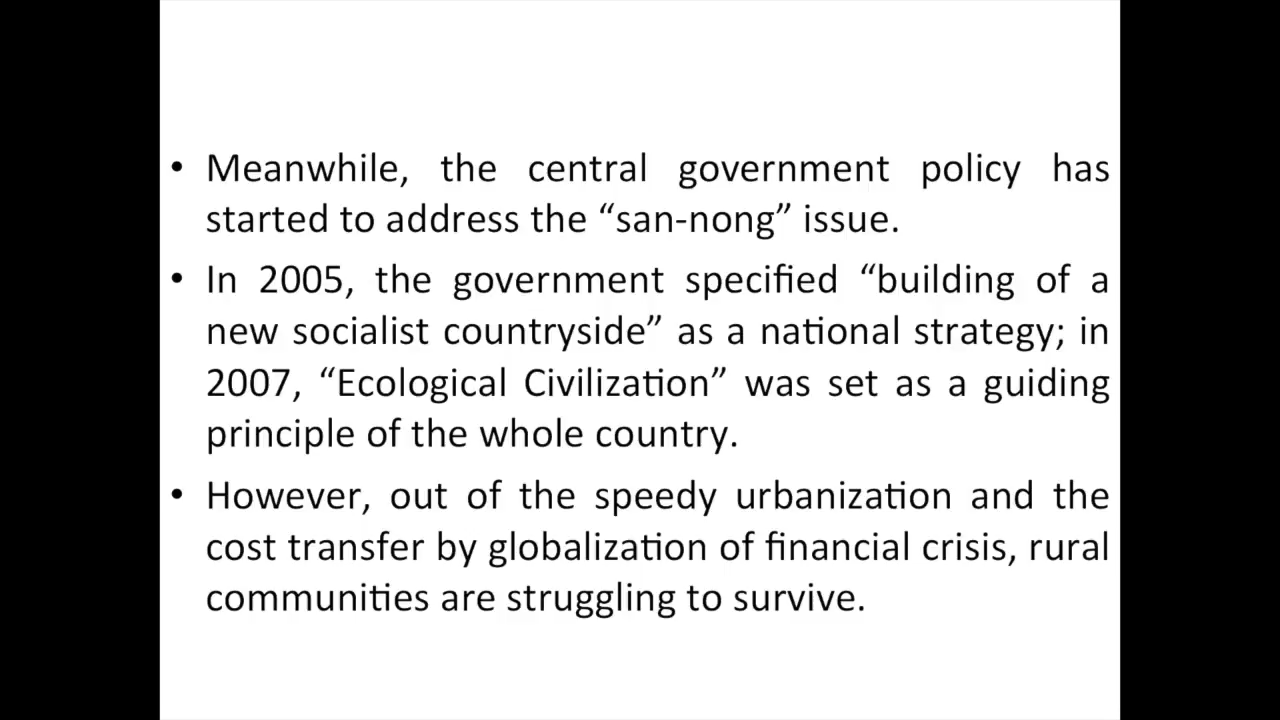 • Meanwhile, the central government policy has
started to address the “san-nong” issue.
• In 2005, the government specified “building of a
new socialist countryside” as a national strategy; in
2007, “Ecological Civilization” was set as a guiding
principle of the whole country.
• However, out of the speedy urbanization and the
cost transfer by globalization of financial crisis, rural
communities are struggling to survive.